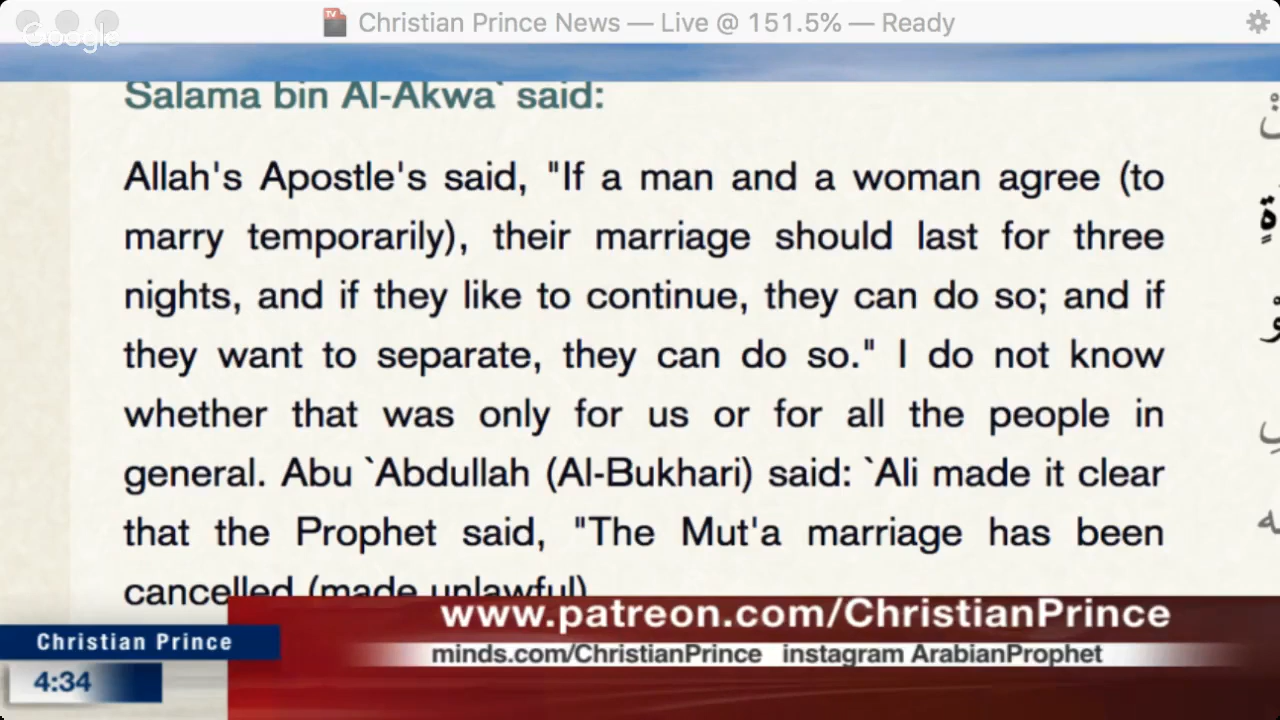 Christian Prince News — Live @ 151.5% — Ready
Google
Salama bin Al-Akwa` said:
Allah's Apostle's said, "If a man and a woman agree (to
marry temporarily), their marriage should last for three
nights, and if they like to continue, they can do so; and if
they want to separate, they can do so." I do not know
whether that was only for us or for all the people in
general. Abu `Abdullah (Al-Bukhari) said: `Ali made it clear
that the Prophet said, "The Mut'a marriage has been
cancelled (made unlawful)
www.patreon.com/ChristianPrince
Christian Prince
minds.com/ChristianPrince instagram ArabianProphet
4:34